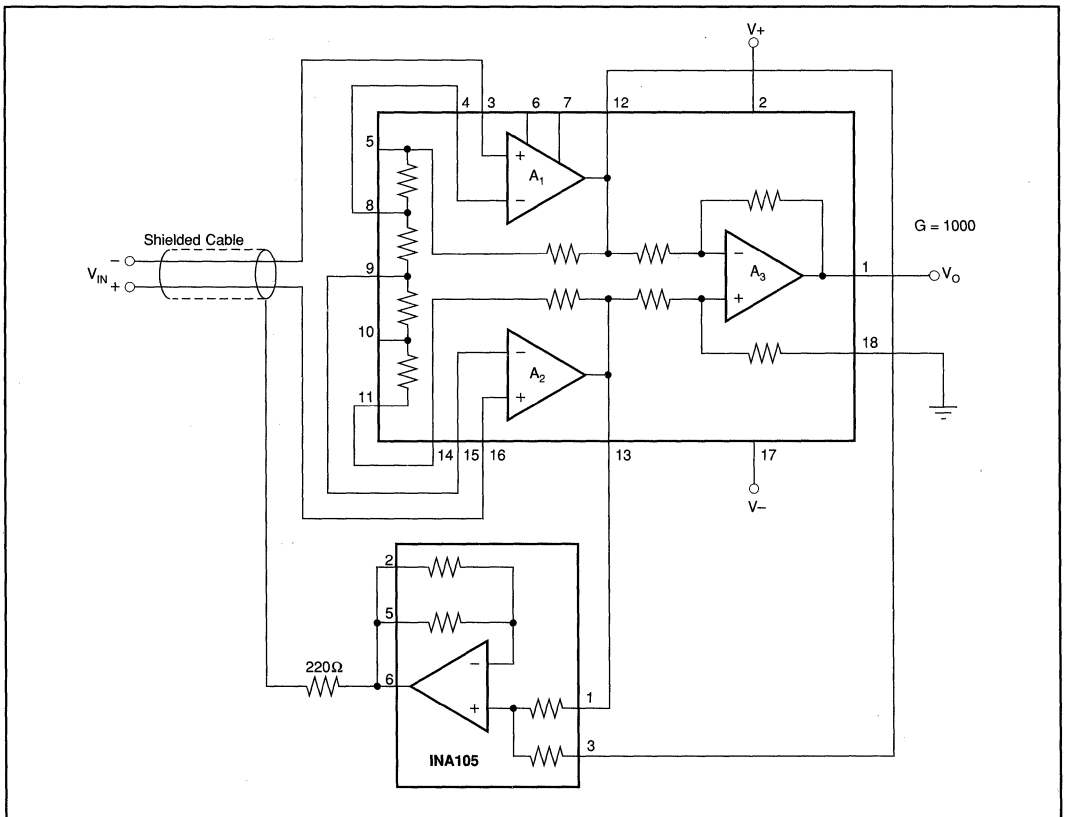 V+
4 3 6 7 12 2
5
+
A1
−
8
Shielded Cable
G = 1000
−
VIN
+
9
−
A3
+
1
VO
10
−
A2
+
18
11
14 15 16 13 17
V−
2
5
220Ω
6
−
+
1
3
INA105